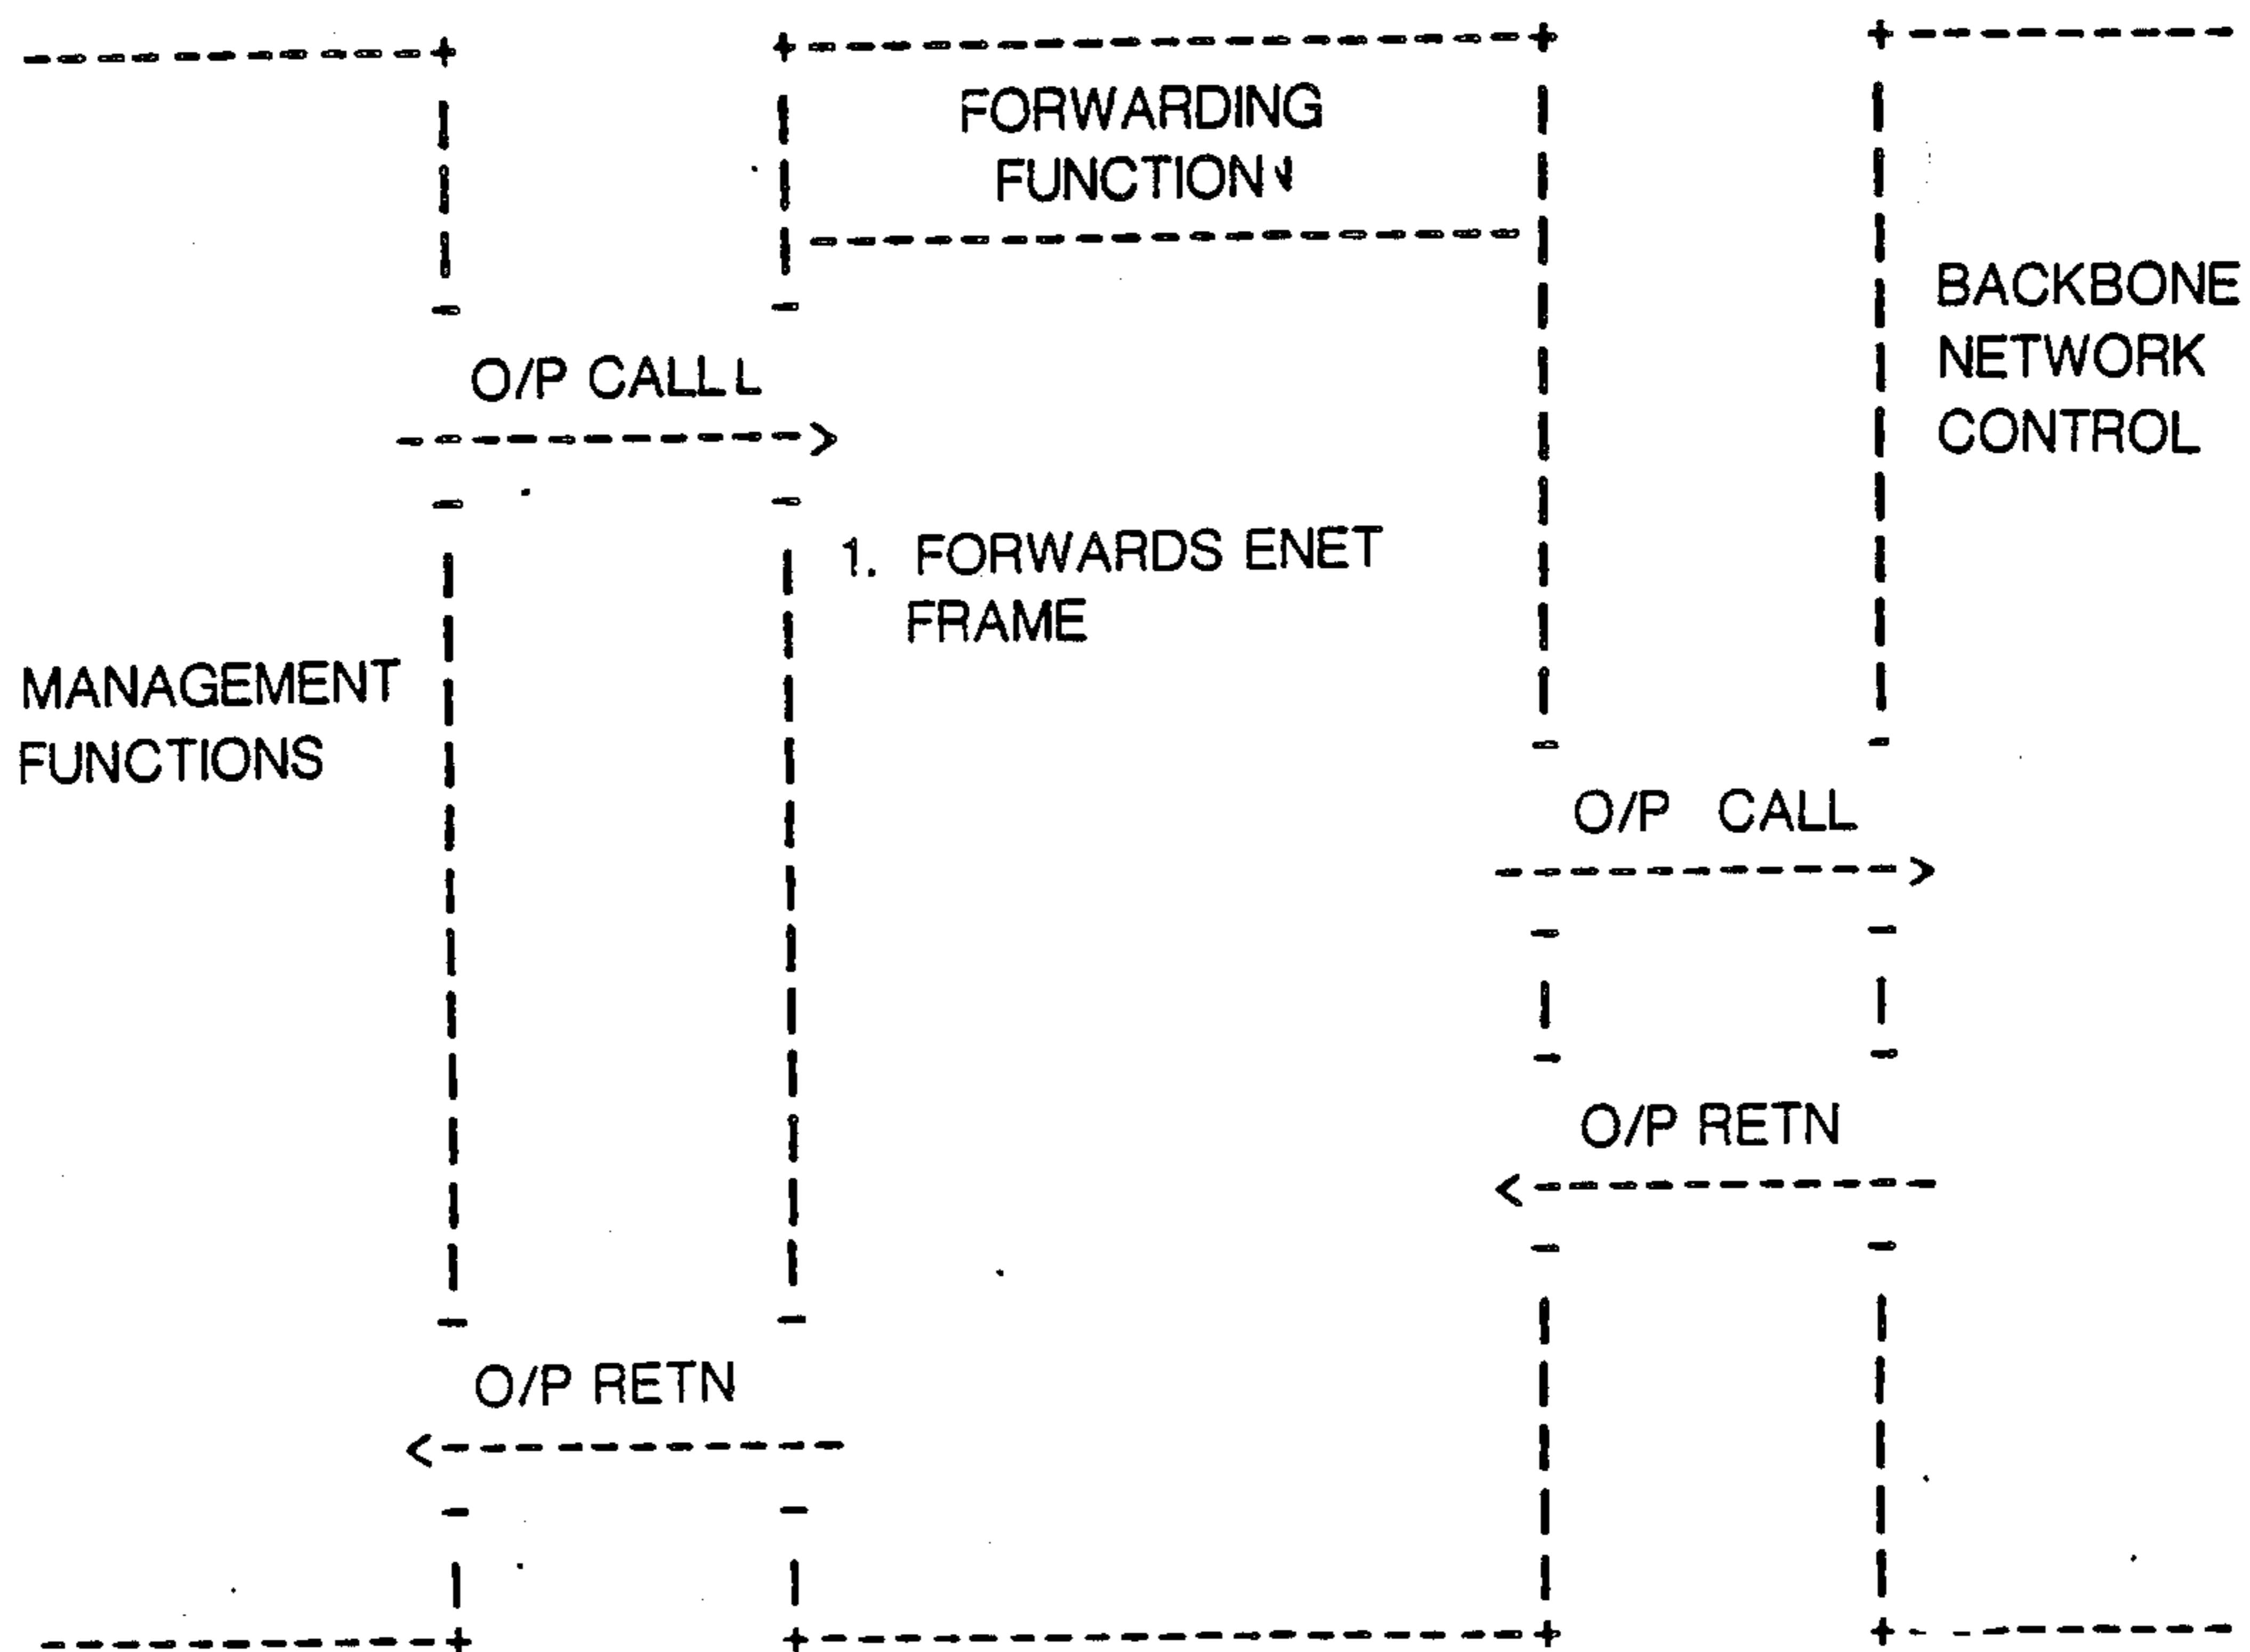 FORWARDING
FUNCTION
BACKBONE
NETWORK
CONTROL
O/P CALLL
1. FORWARDS ENET
FRAME
MANAGEMENT
FUNCTIONS
O/P CALL
O/P RETN
O/P RETN